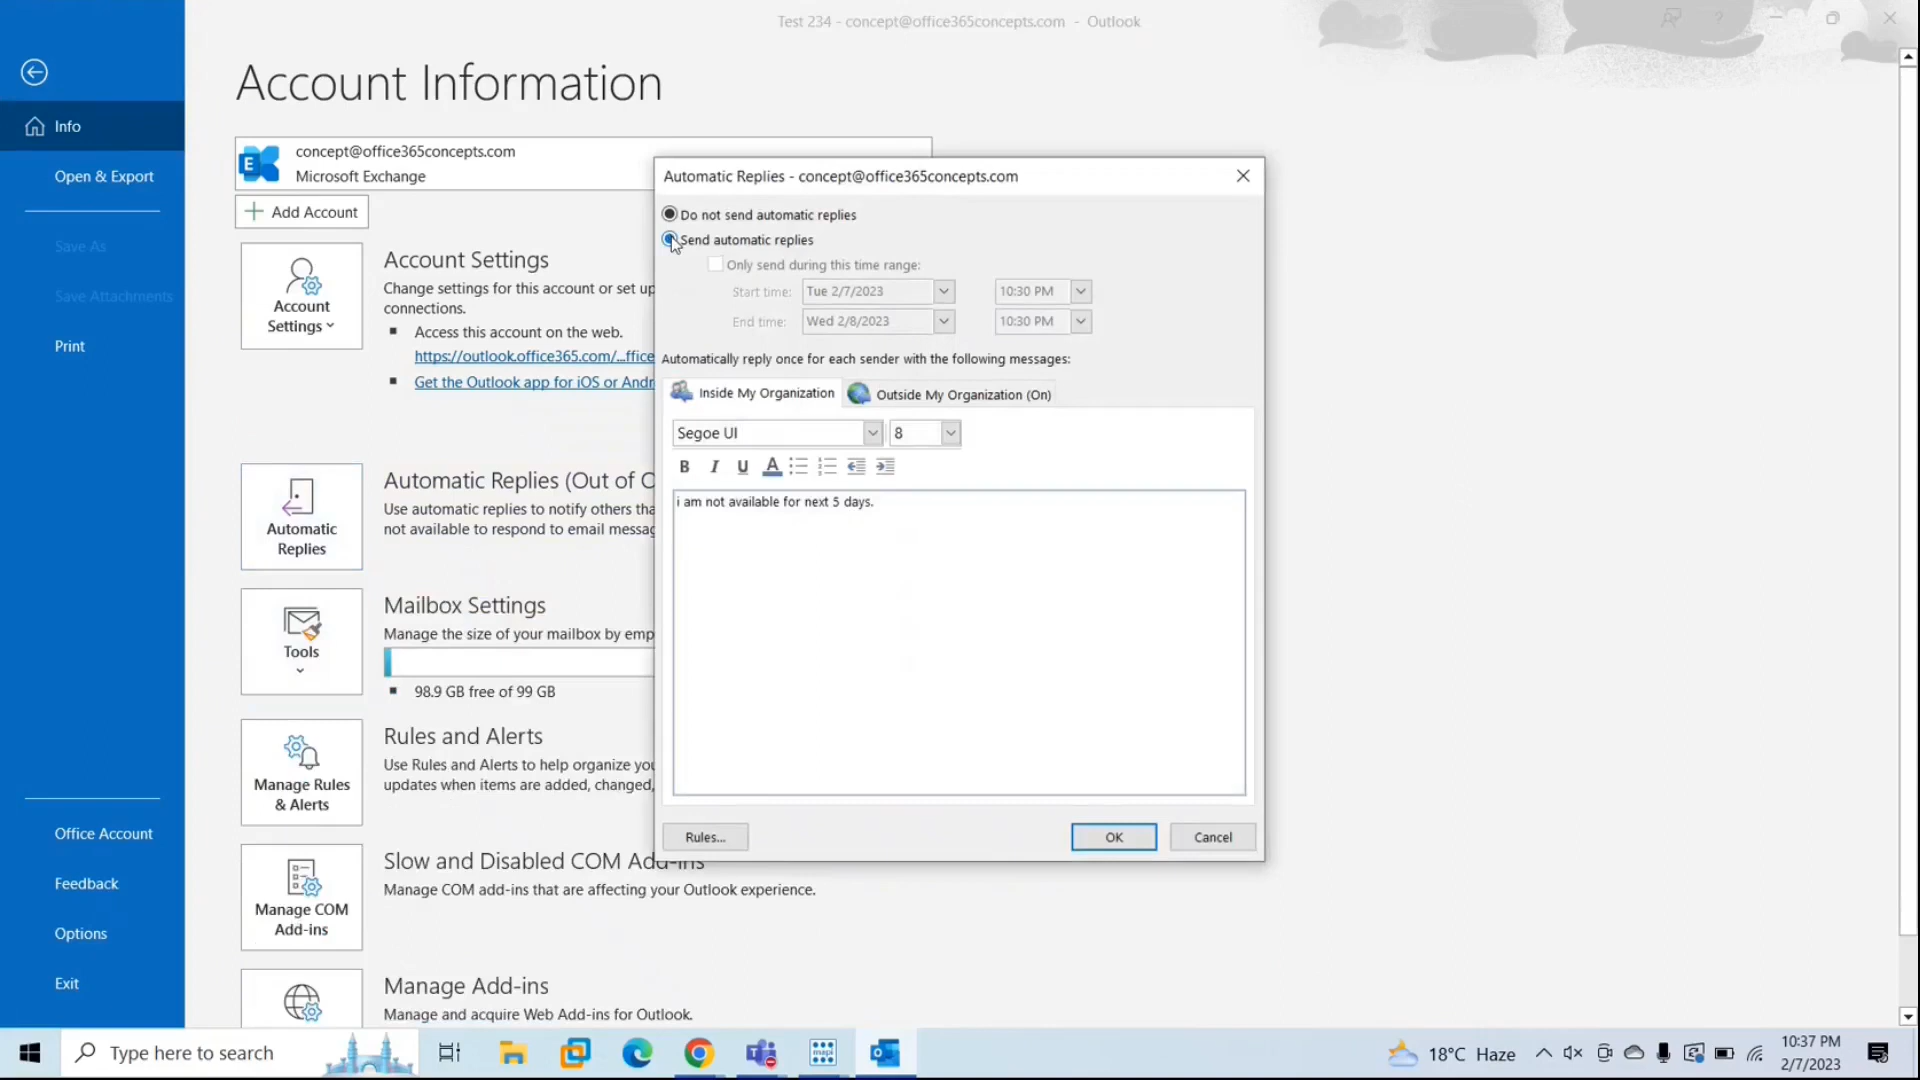 Test 234 - concept@office365concepts.com - Outlook
Account Information
Info
Open & Export
Save As
Save Attachments
Print
Office Account
Feedback
Options
Exit
concept@office365concepts.com
Microsoft Exchange
Add Account
Account
Settings
Account Settings
Change settings for this account or set up
connections.
Access this account on the web.
https://outlook.office365.com/...ffice
Get the Outlook app for iOS or Andr
Automatic
Replies
Automatic Replies (Out of O
Use automatic replies to notify others tha
not available to respond to email messag
Tools
Mailbox Settings
Manage the size of your mailbox by emp
98.9 GB free of 99 GB
Manage Rules
& Alerts
Rules and Alerts
Use Rules and Alerts to help organize you
updates when items are added, changed,
Manage COM
Add-ins
Slow and Disabled COM Add-ins
Manage COM add-ins that are affecting your Outlook experience.
Manage Add-ins
Manage and acquire Web Add-ins for Outlook.
Automatic Replies - concept@office365concepts.com
Do not send automatic replies
Send automatic replies
Only send during this time range:
Start time: Tue 2/7/2023 10:30 PM
End time: Wed 2/8/2023 10:30 PM
Automatically reply once for each sender with the following messages:
Inside My Organization Outside My Organization (On)
Segoe UI 8
B I U A
i am not available for next 5 days.
Rules... OK Cancel
Type here to search
mapi
18°C Haze
10:37 PM
2/7/2023